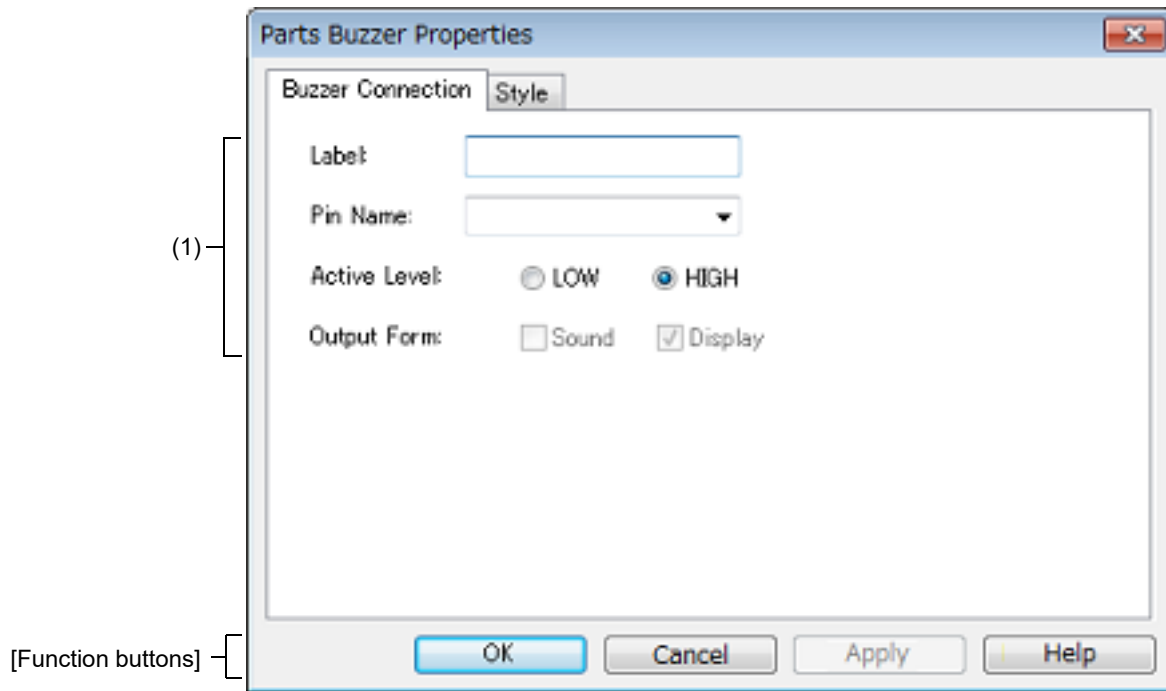 Parts Buzzer Properties
Buzzer Connection Style
Label:
Pin Name:
(1)
Active Level: LOW HIGH
Output Form: Sound Display
[Function buttons] OK Cancel Apply Help